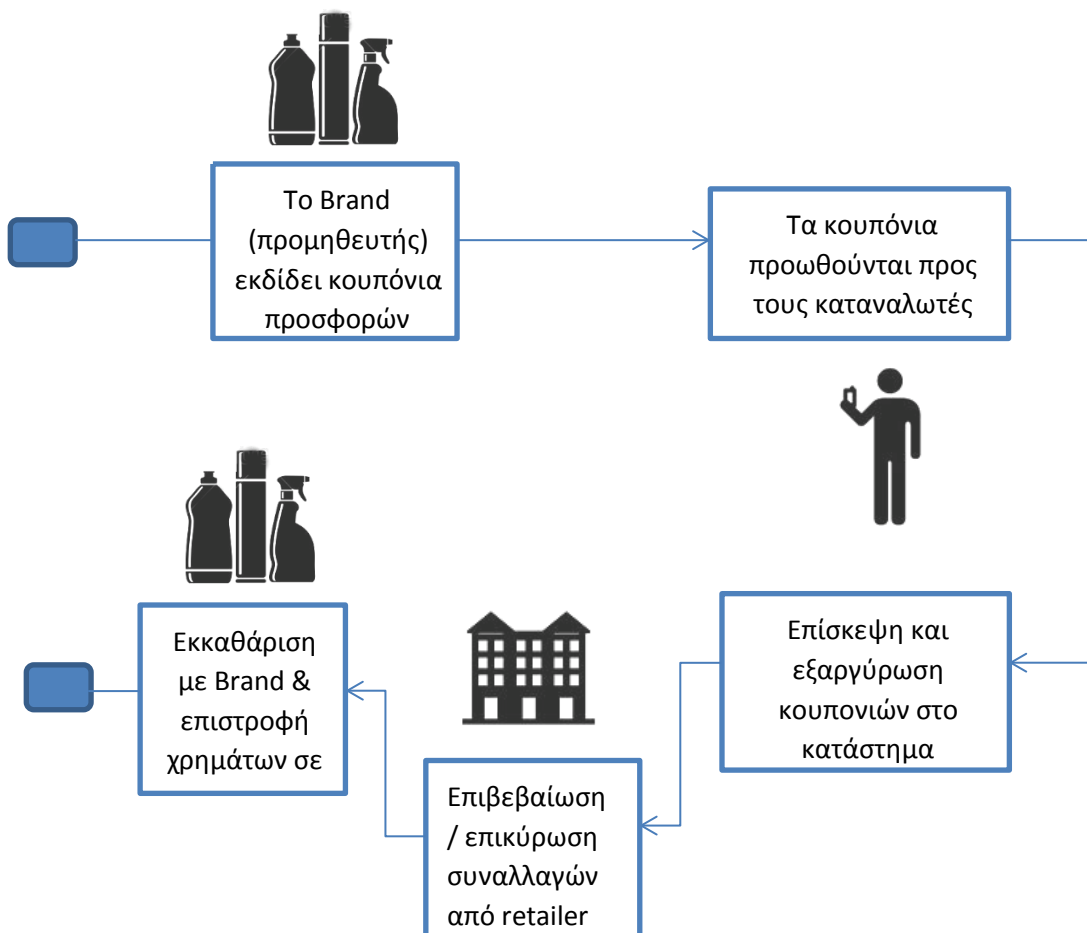 Το Brand
(προμηθευτής)
εκδίδει κουπόνια
προσφορών
Τα κουπόνια
προωθούνται προς
τους καταναλωτές
Επίσκεψη και
εξαργύρωση
κουπονιών στο
κατάστημα
Επιβεβαίωση
/ επικύρωση
συναλλαγών
από retailer
Εκκαθάριση
με Brand &
επιστροφή
χρημάτων σε